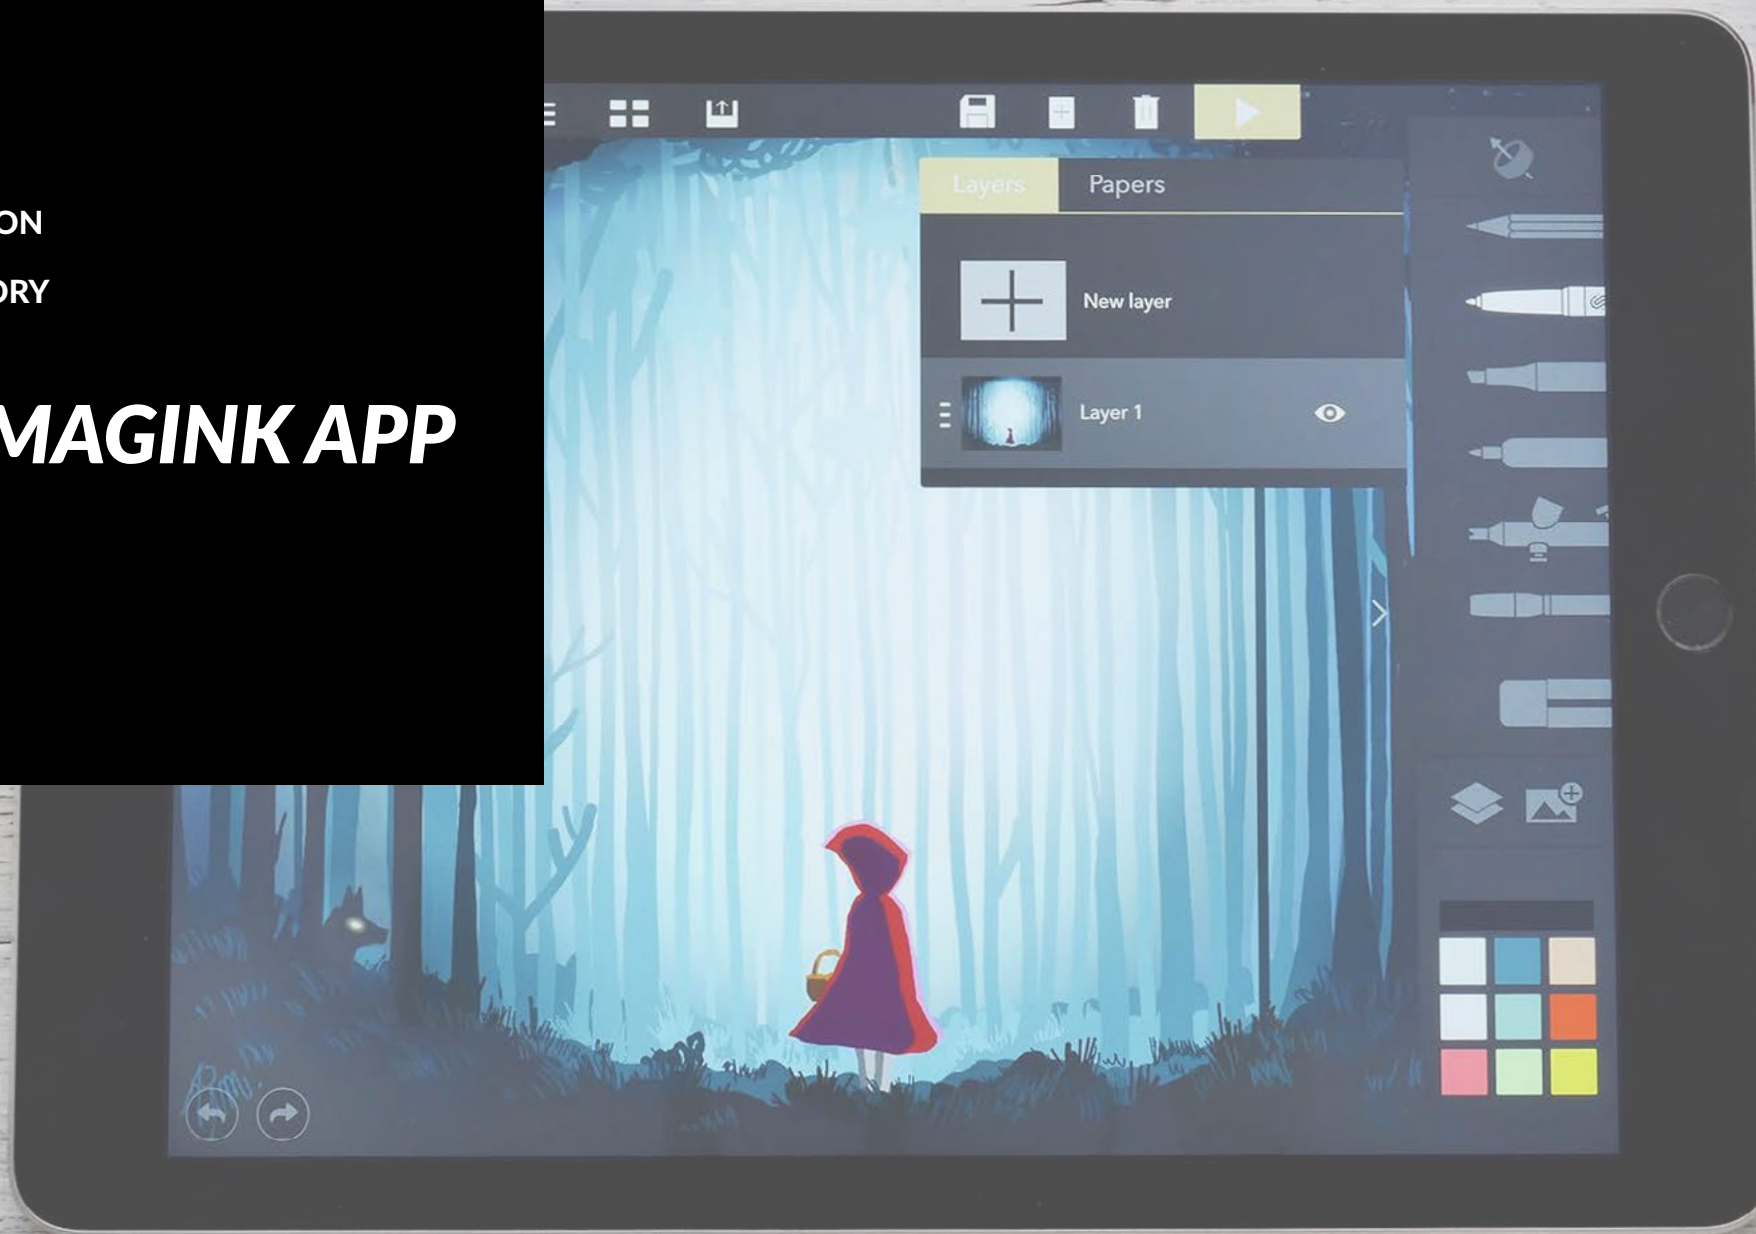 ON
ORY
MAGINK APP
Layers
Papers
New layer
Layer 1